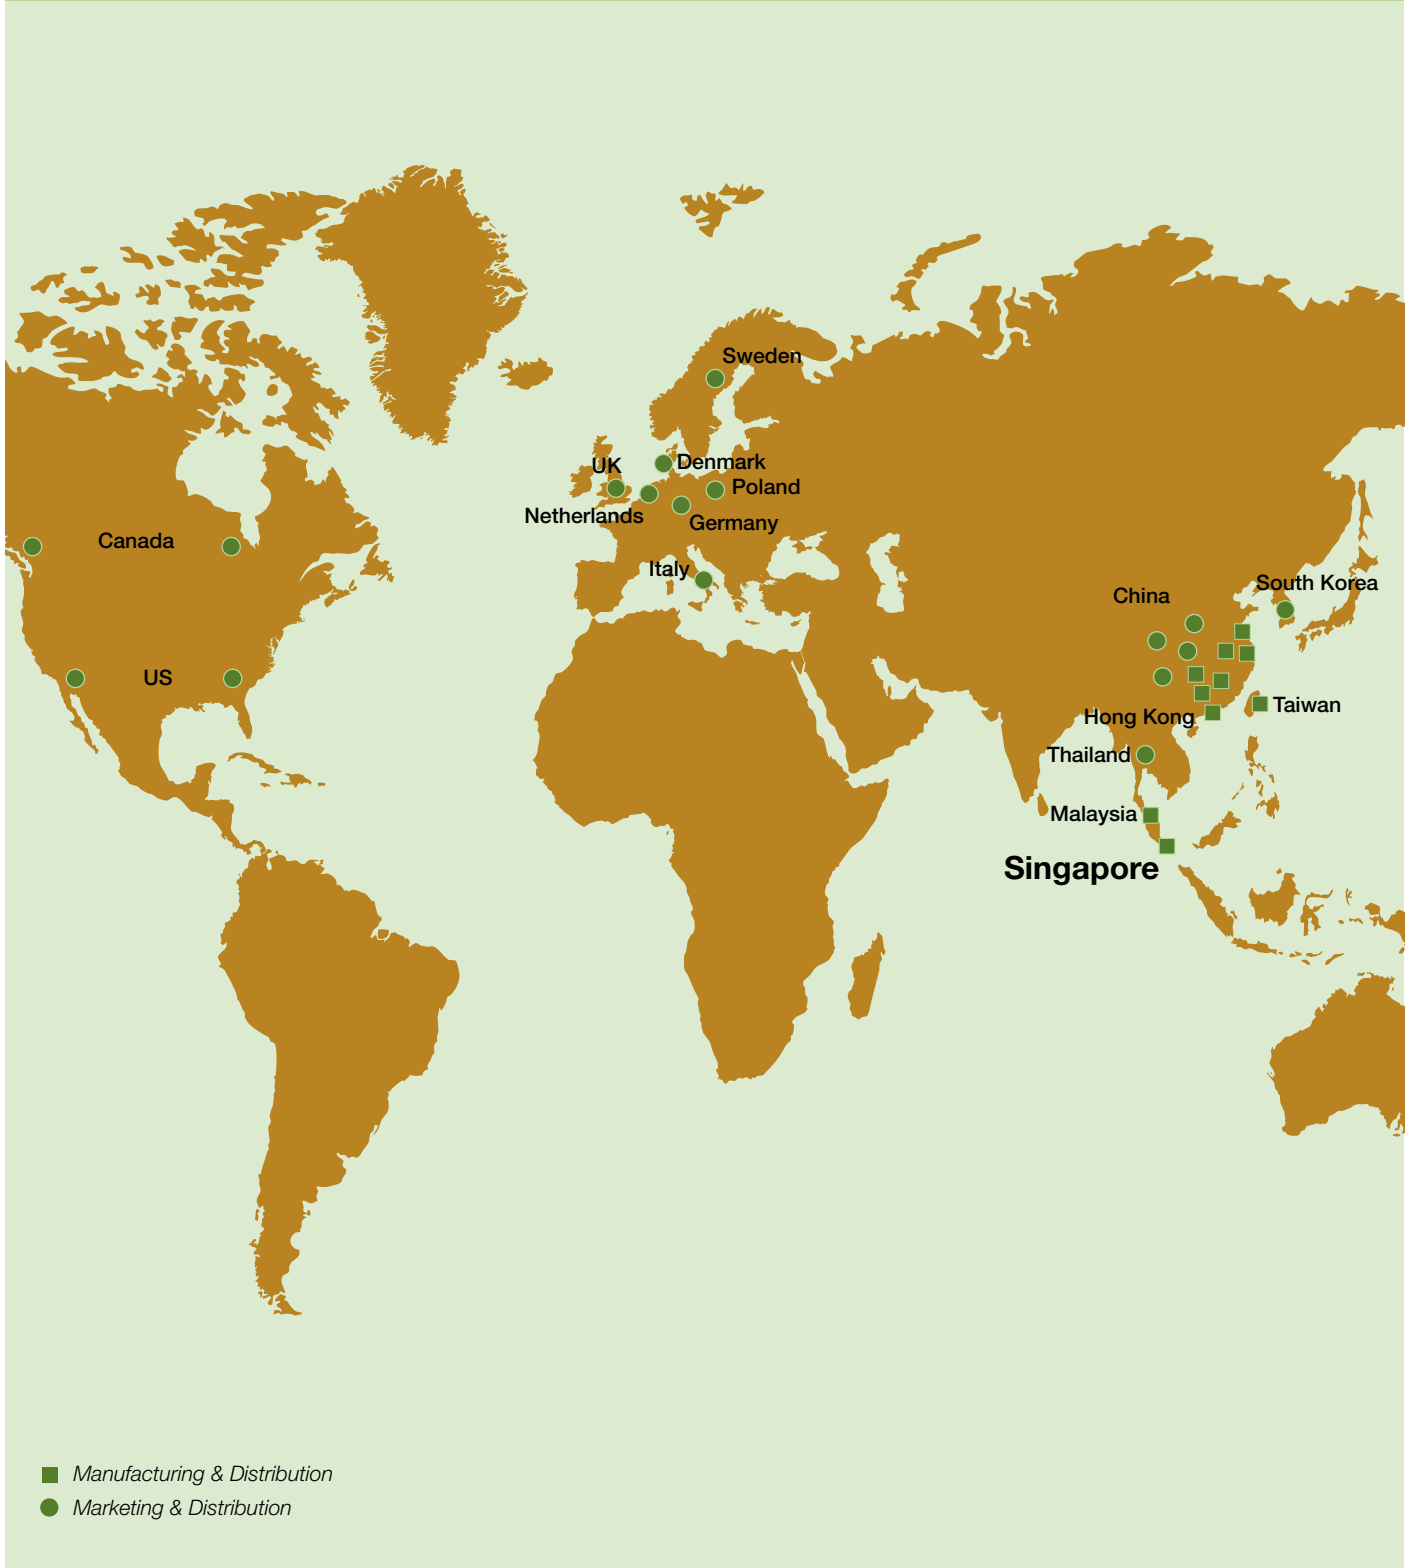 Sweden
UK
Denmark
Poland
Netherlands
Germany
Canada
Italy
South Korea
China
US
Taiwan
Hong Kong
Thailand
Malaysia
Singapore
Manufacturing & Distribution
Marketing & Distribution